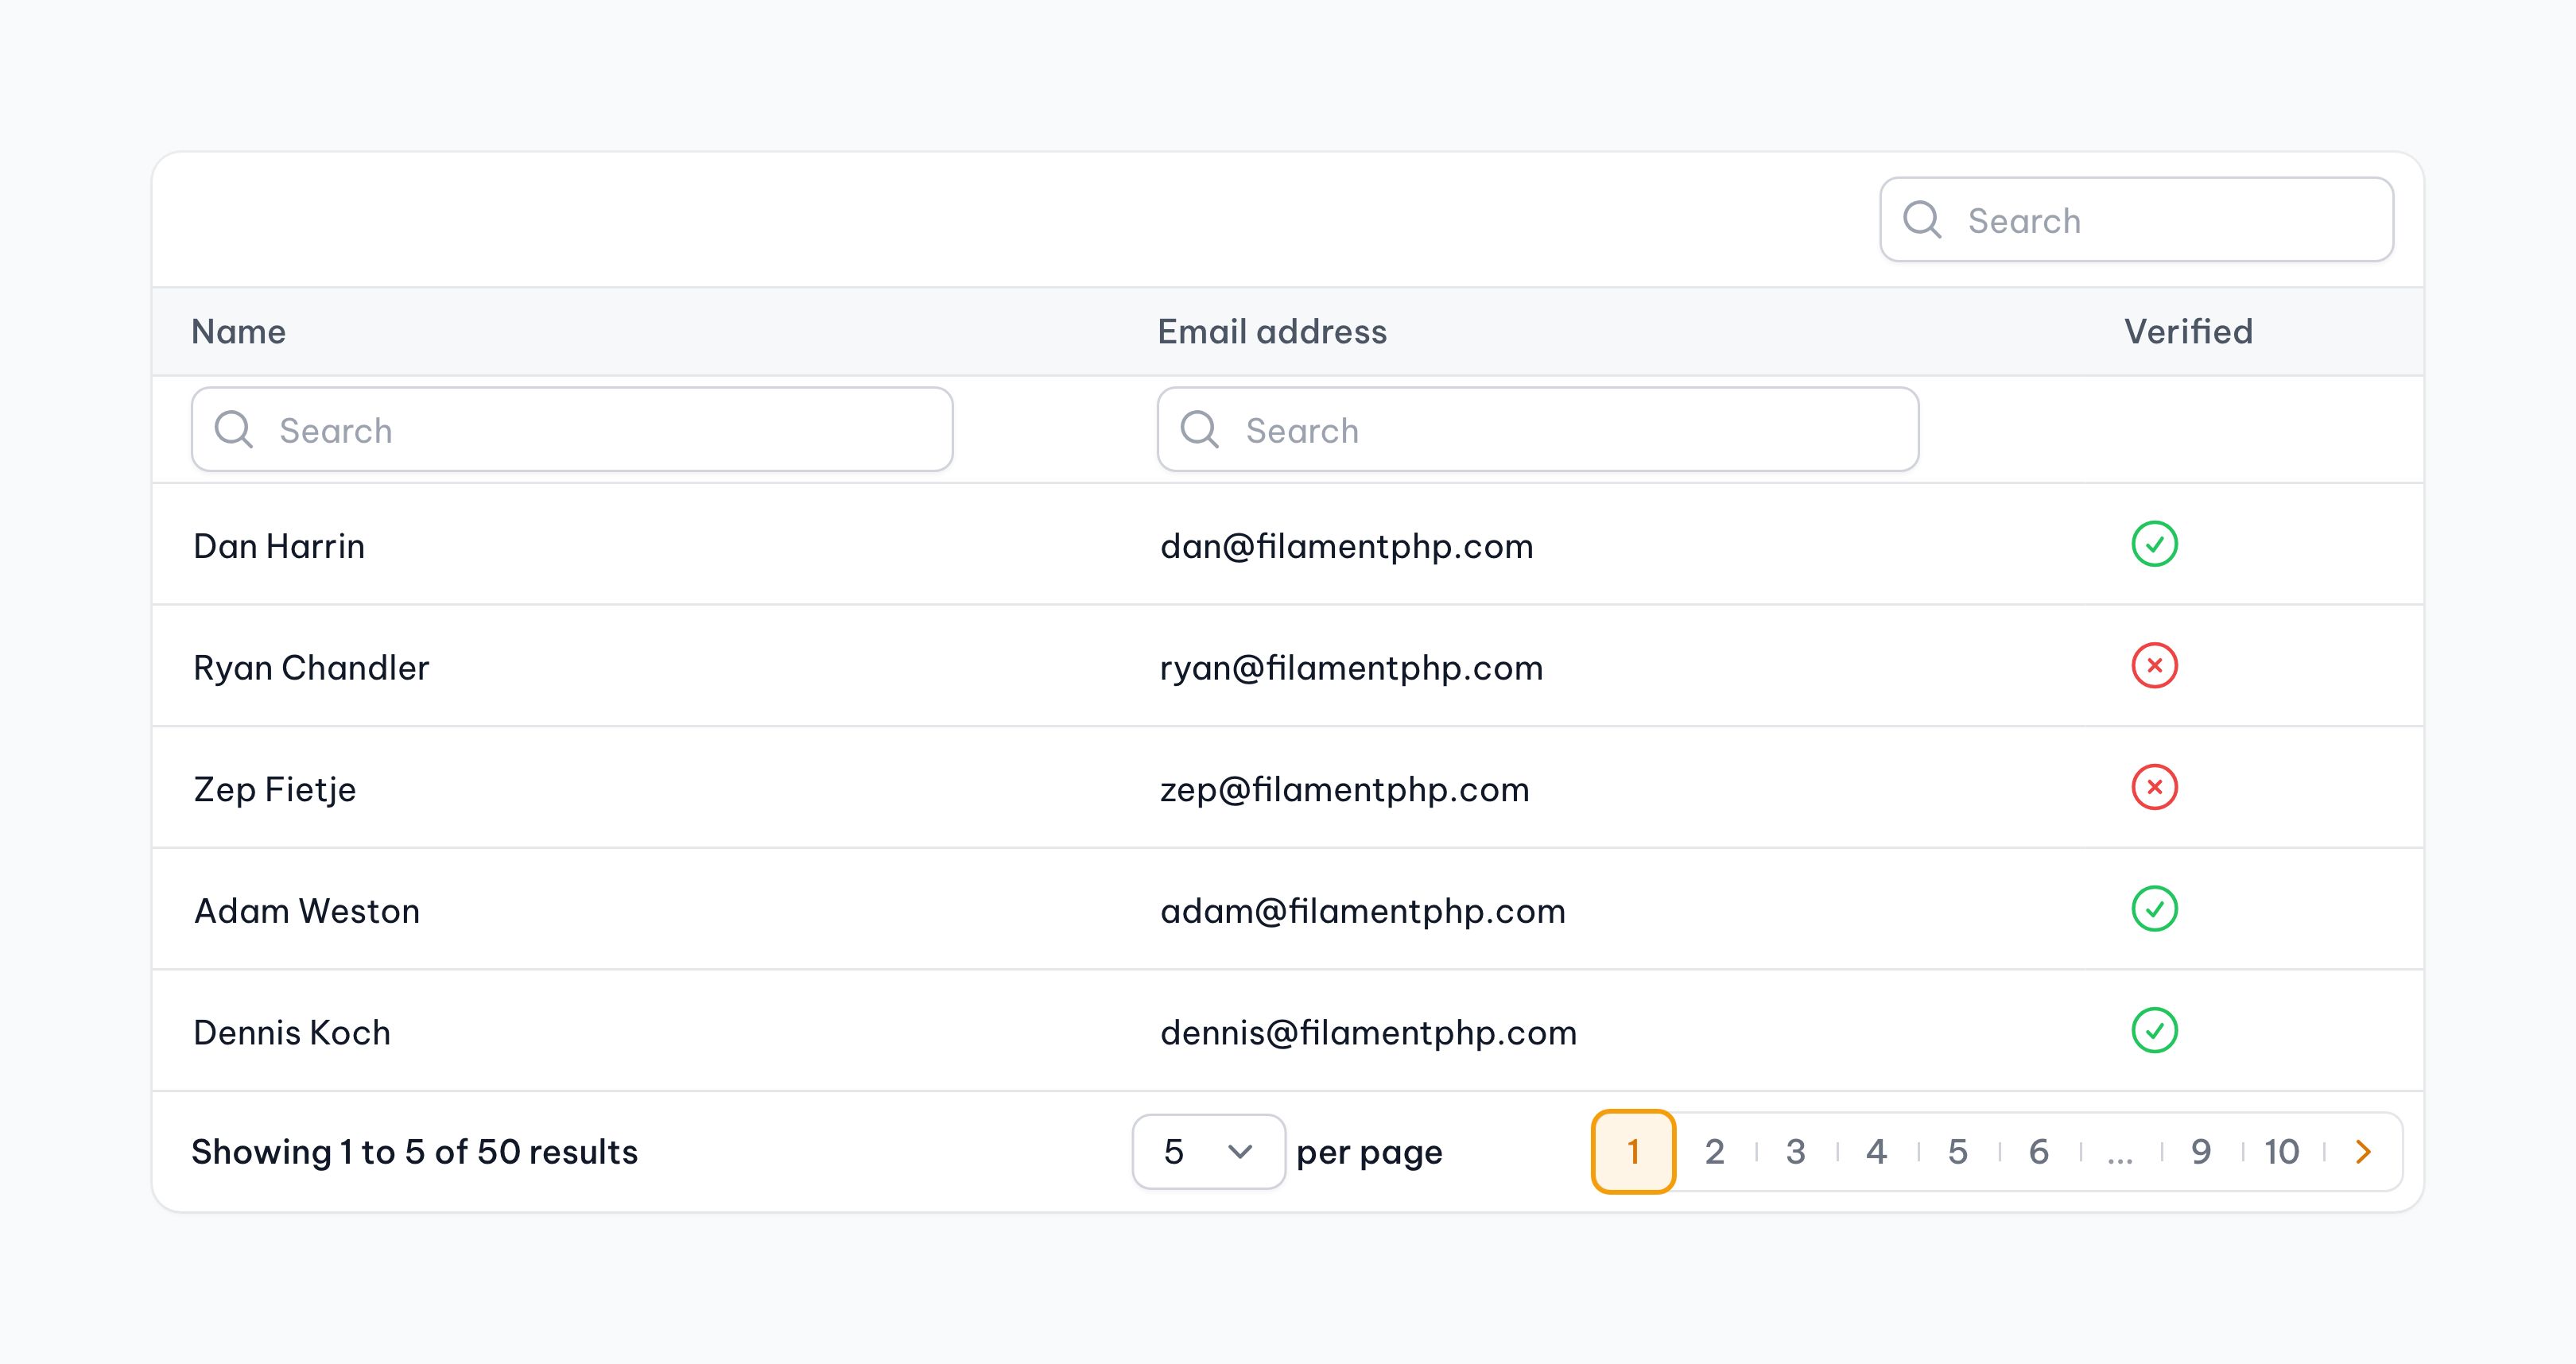 Search
Name Email address Verified
Search Search
Dan Harrin dan@filamentphp.com
Ryan Chandler ryan@filamentphp.com
Zep Fietje zep@filamentphp.com
Adam Weston adam@filamentphp.com
Dennis Koch dennis@filamentphp.com
Showing 1 to 5 of 50 results 5 per page 1 2 3 4 5 6 ... 9 10